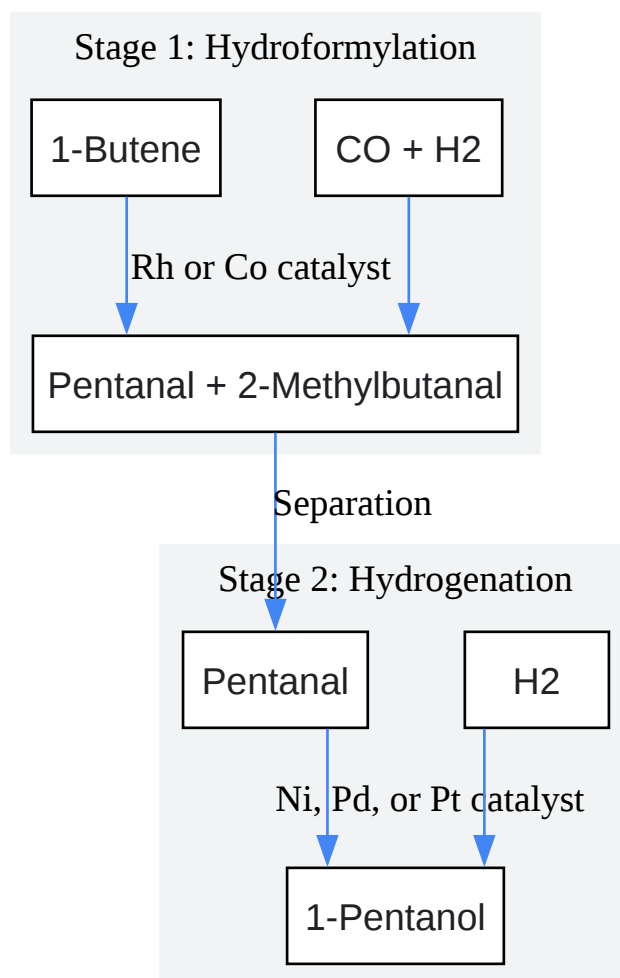 Stage 1: Hydroformylation
1-Butene
CO + H2
Rh or Co catalyst
Pentanal + 2-Methylbutanal
Separation
Stage 2: Hydrogenation
Pentanal
H2
Ni, Pd, or Pt catalyst
1-Pentanol